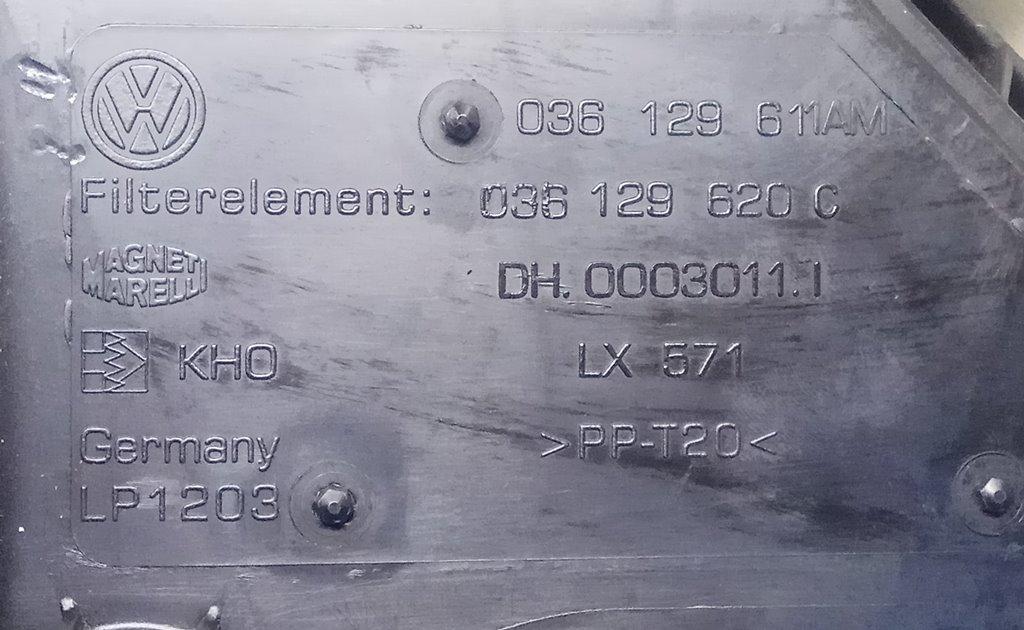 036 129 611AM
Filterelement: 036 129 620 C
MAGNETI
MARELLI
DH.0003011.1
KHO LX 571
Germany >PP-T20<
LP1203